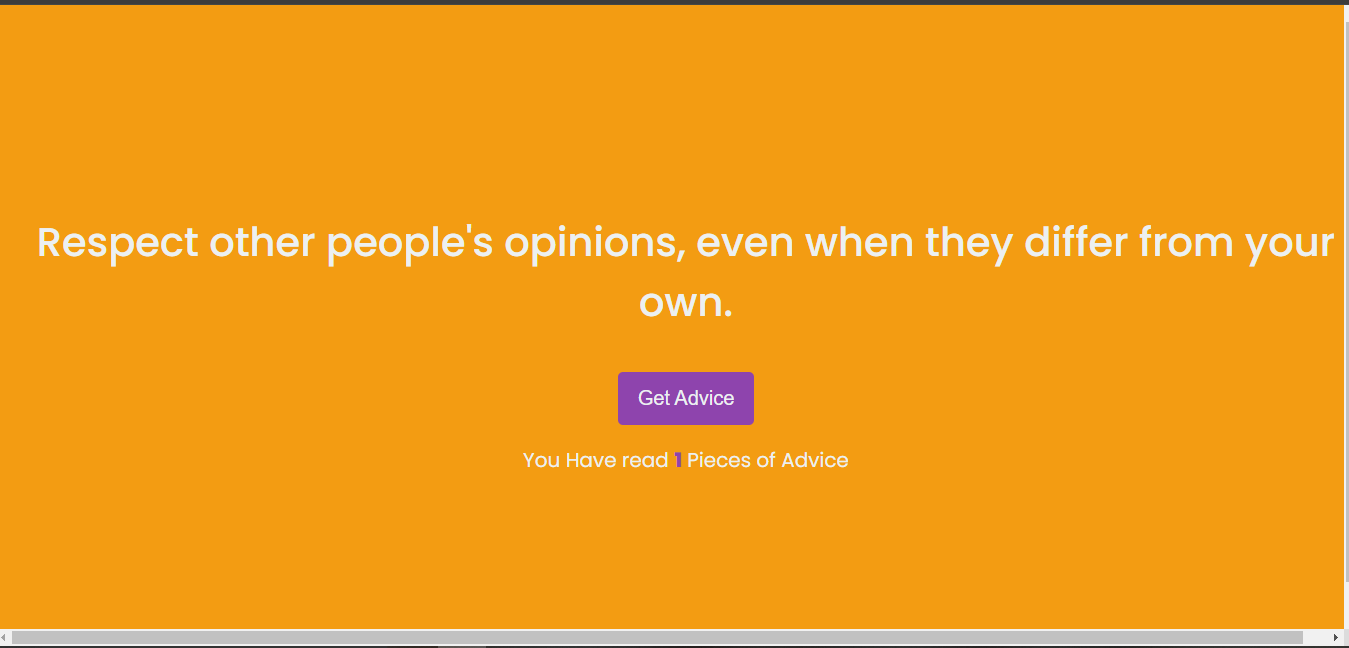 Respect other people's opinions, even when they differ from your
own.
Get Advice
You Have read 1 Pieces of Advice